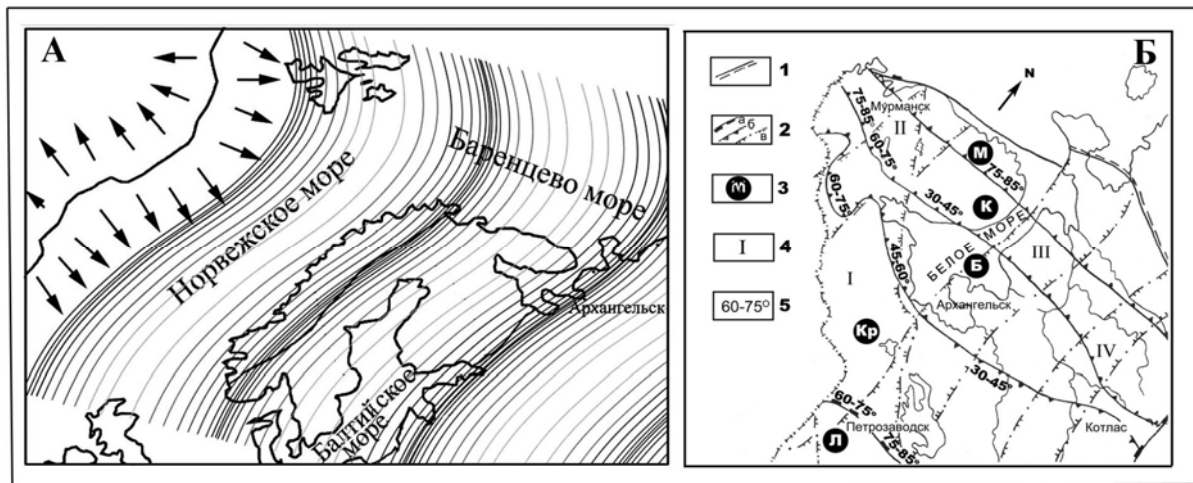 А
Норвежское море
Баренцево море
Архангельск
Балтийское
море
Б
1
а б в
2
М
3
I
4
60-75°
5
N
Мурманск
75-85°
60-75°
II
М
75-85°
60-75°
К
30-45°
БЕЛОЕ МОРЕ
III
45-60°
Б
I
Архангельск
Кр
IV
30-45°
60-75°
Петрозаводск
Котлас
Л
75-85°